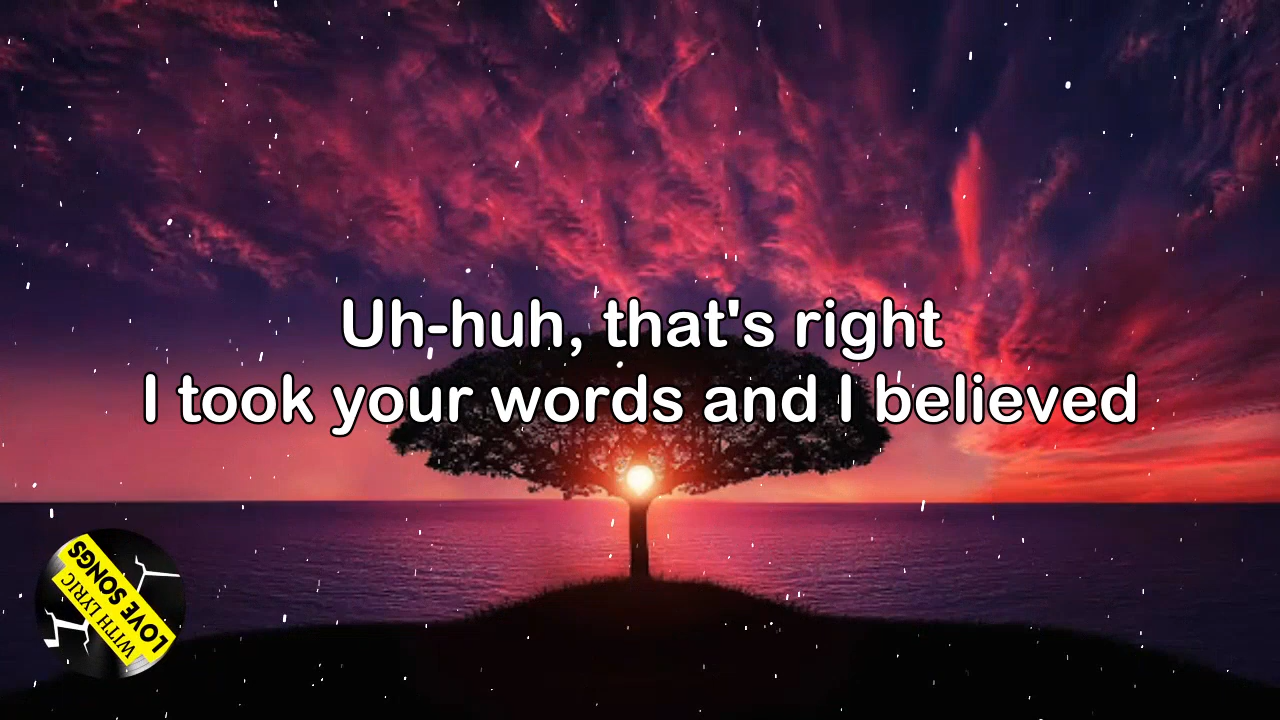 Uh-huh, that's right
I took your words and I believed
LOVE SONGS
WITH LYRIC